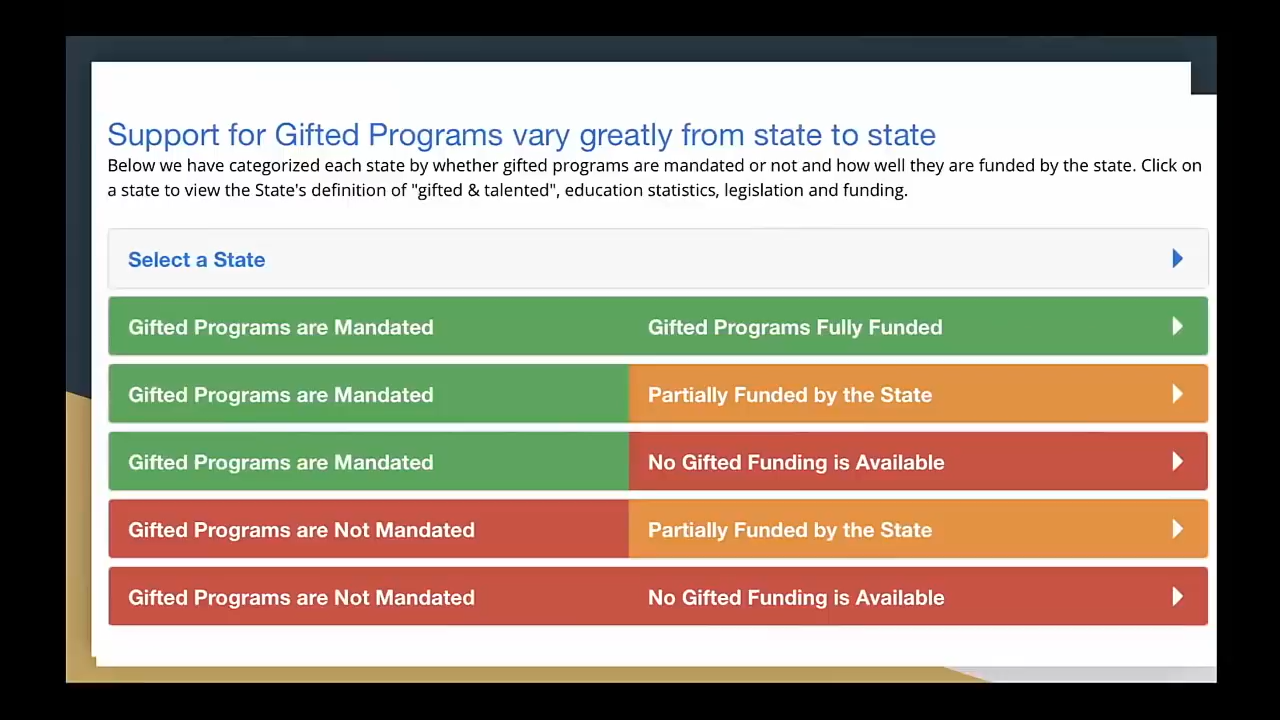 Support for Gifted Programs vary greatly from state to state
Below we have categorized each state by whether gifted programs are mandated or not and how well they are funded by the state. Click on
a state to view the State's definition of "gifted & talented", education statistics, legislation and funding.
Select a State
Gifted Programs are Mandated Gifted Programs Fully Funded
Gifted Programs are Mandated Partially Funded by the State
Gifted Programs are Mandated No Gifted Funding is Available
Gifted Programs are Not Mandated Partially Funded by the State
Gifted Programs are Not Mandated No Gifted Funding is Available